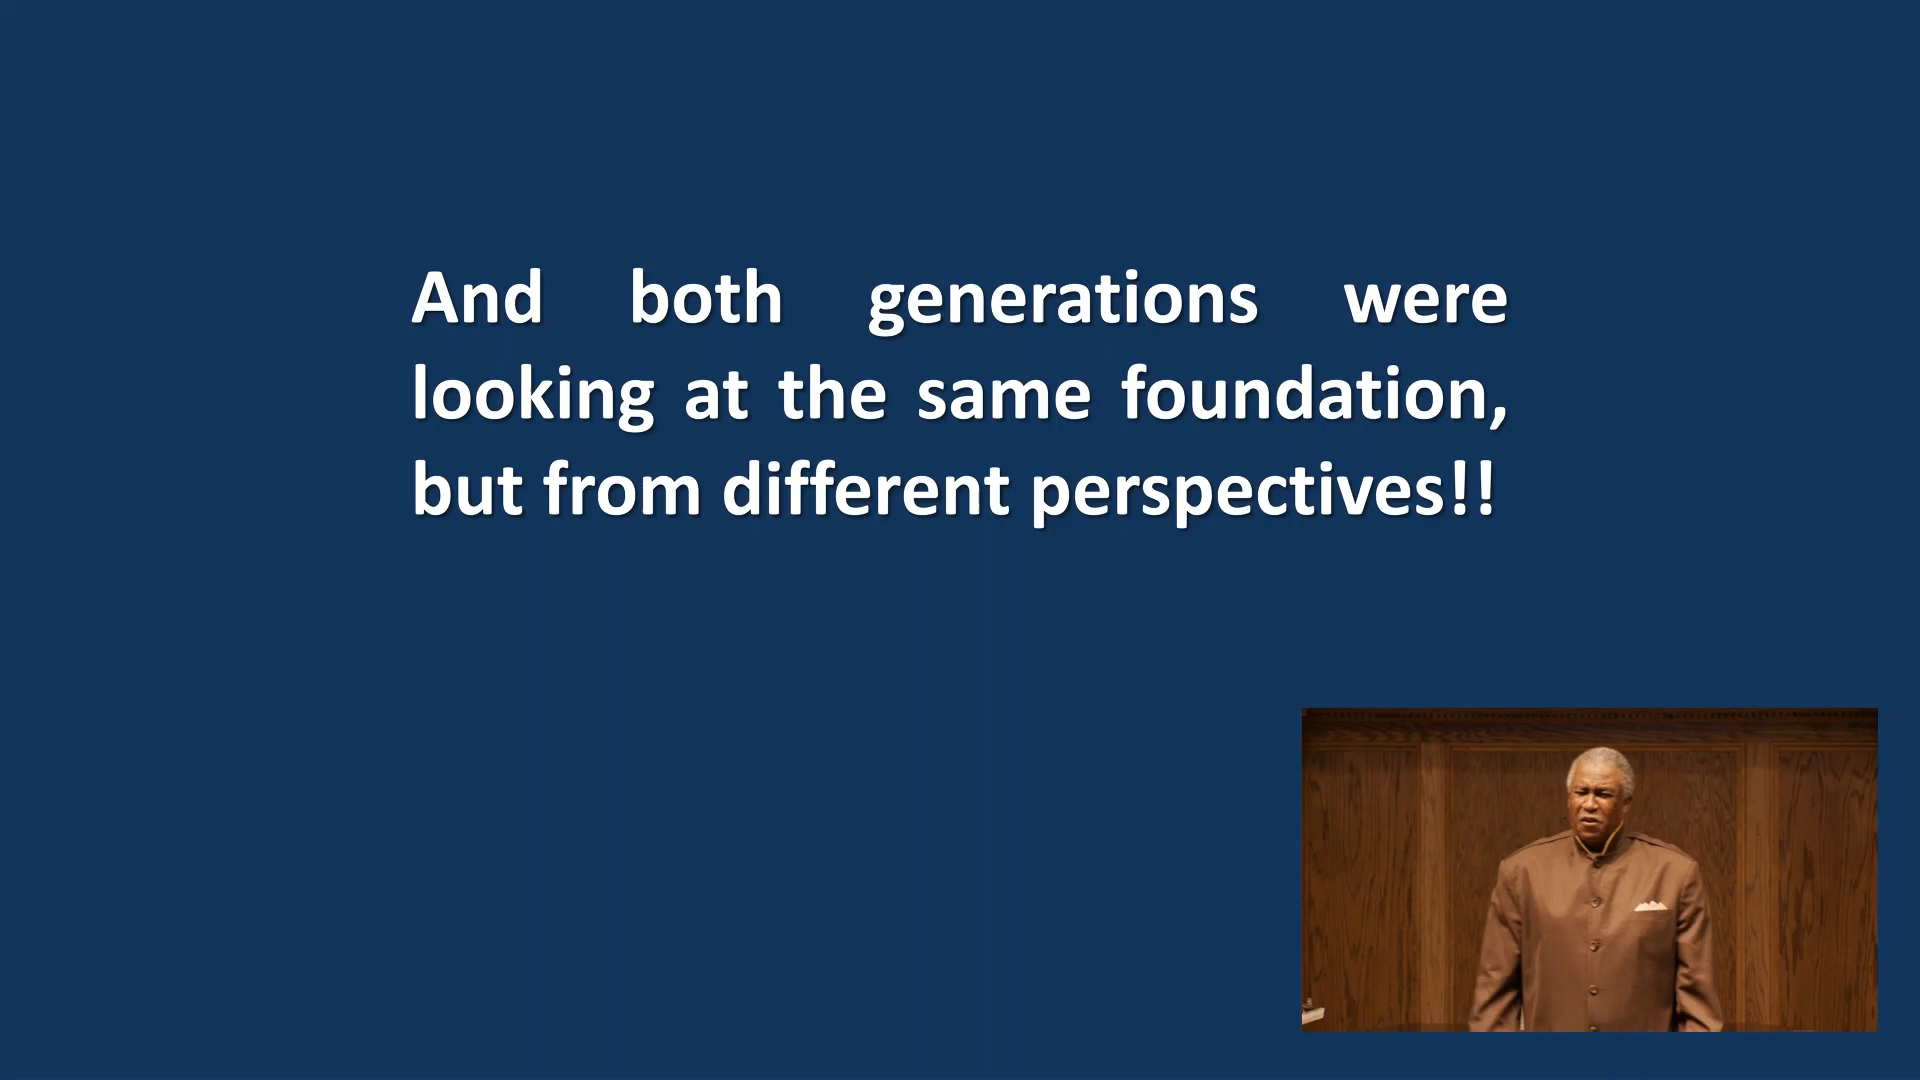 And both generations were
looking at the same foundation,
but from different perspectives!!